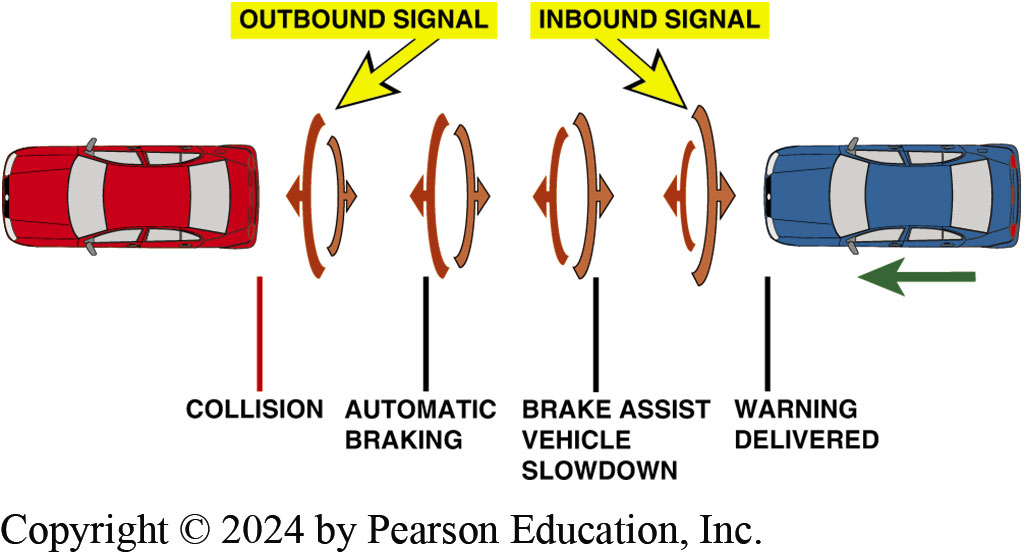 OUTBOUND SIGNAL
INBOUND SIGNAL
COLLISION
AUTOMATIC
BRAKING
BRAKE ASSIST
VEHICLE
SLOWDOWN
WARNING
DELIVERED
Copyright © 2024 by Pearson Education, Inc.